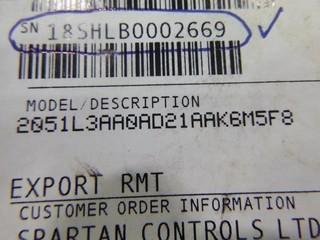 SN 18SHLB0002669
MODEL/DESCRIPTION
2051L3AA0AD21AAK6M5F8
EXPORT RMT
CUSTOMER ORDER INFORMATION
SPARTAN CONTROLS LTD